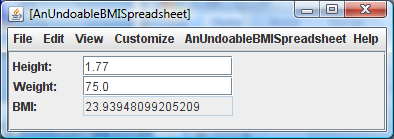 [AnUndoableBMISpreadsheet]
File Edit View Customize AnUndoableBMISpreadsheet Help
Height: 1.77
Weight: 75.0
BMI: 23.93948099205209